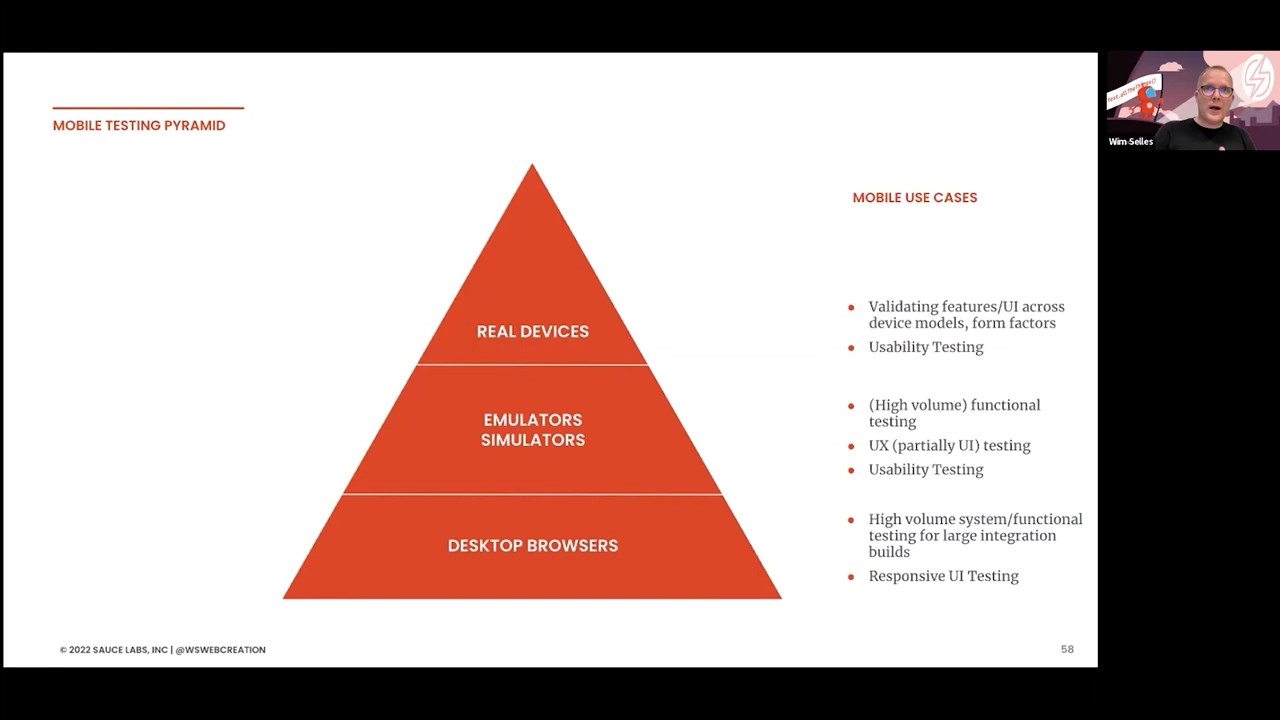 MOBILE TESTING PYRAMID
MOBILE USE CASES
REAL DEVICES
Validating features/UI across
device models, form factors
Usability Testing
EMULATORS
SIMULATORS
(High volume) functional
testing
UX (partially UI) testing
Usability Testing
DESKTOP BROWSERS
High volume system/functional
testing for large integration
builds
Responsive UI Testing
© 2022 SAUCE LABS, INC | @WSWEBCREATION
58
Wim Selles